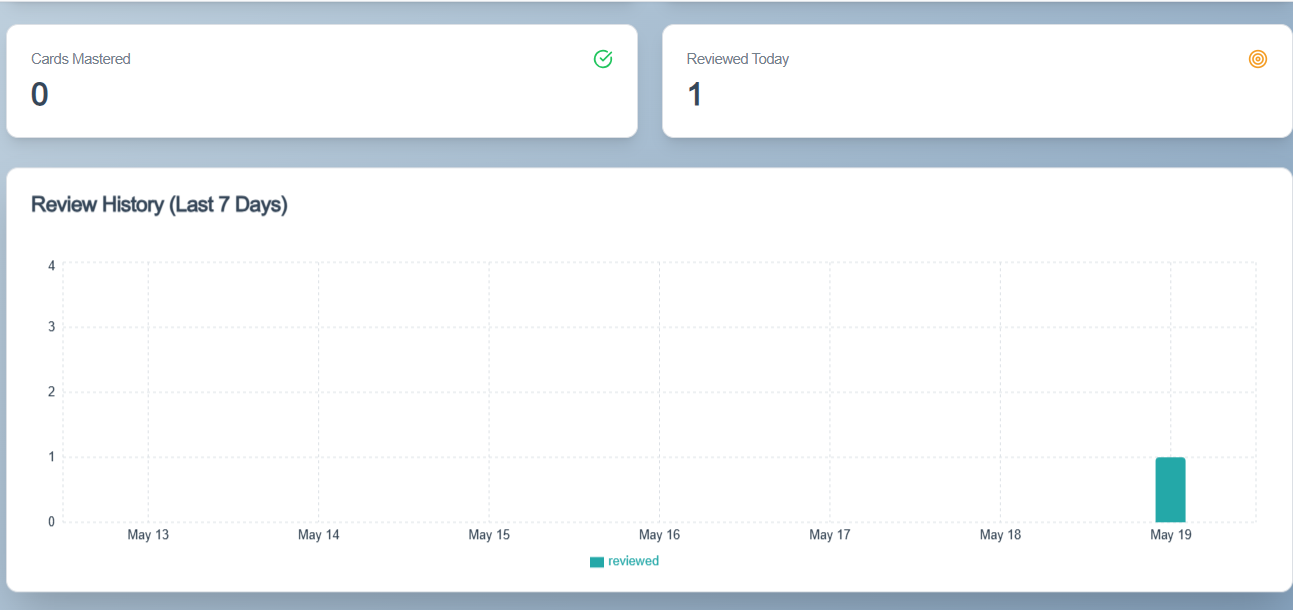 Cards Mastered
0
Reviewed Today
1
Review History (Last 7 Days)
4
3
2
1
0
May 13 May 14 May 15 May 16 May 17 May 18 May 19
reviewed